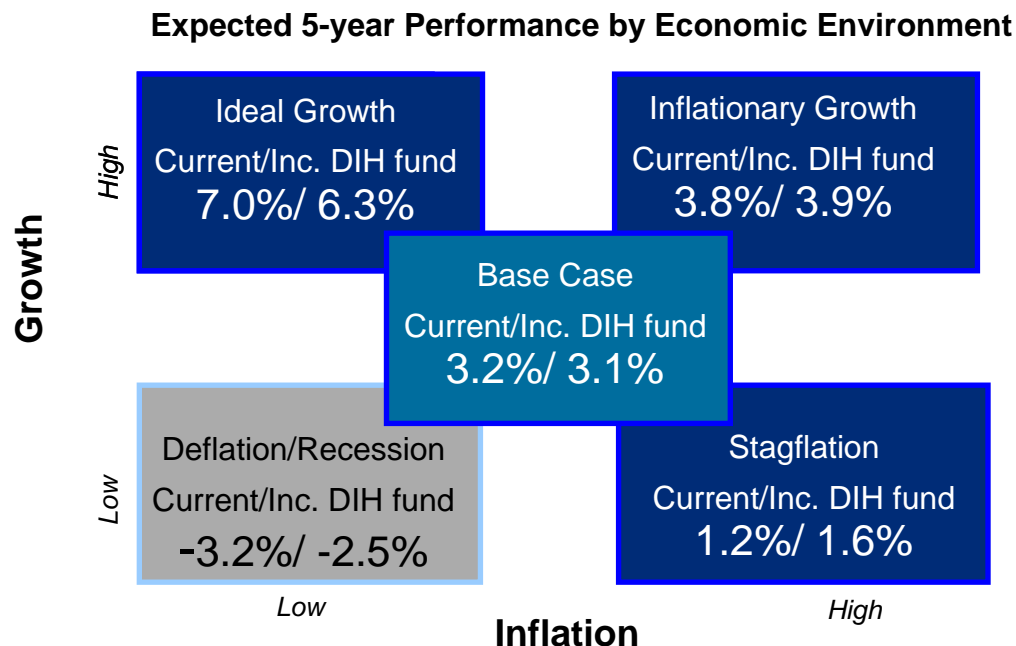 Expected 5-year Performance by Economic Environment
Ideal Growth
Current/Inc. DIH fund
7.0%/ 6.3%
Inflationary Growth
Current/Inc. DIH fund
3.8%/ 3.9%
High
Growth
Base Case
Current/Inc. DIH fund
3.2%/ 3.1%
Deflation/Recession
Current/Inc. DIH fund
-3.2%/ -2.5%
Stagflation
Current/Inc. DIH fund
1.2%/ 1.6%
Low
Low
High
Inflation